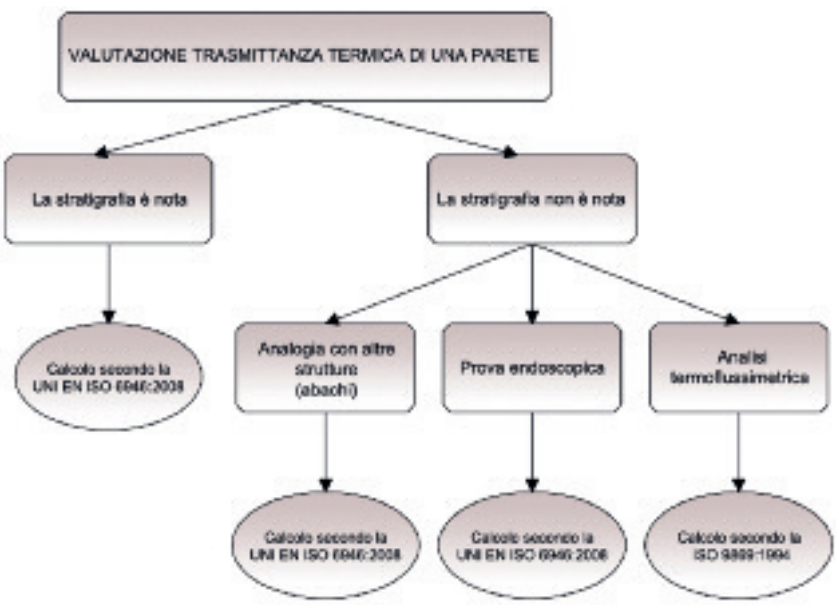 VALUTAZIONE TRASMITTANZA TERMICA DI UNA PARETE
La stratigrafia è nota
La stratigrafia non è nota
Calcolo secondo la
UNI EN ISO 6946:2008
Analogia con altre
strutture
(abachi)
Prova endoscopica
Analisi
termoflussimetrica
Calcolo secondo la
UNI EN ISO 6946:2008
Calcolo secondo la
UNI EN ISO 6946:2008
Calcolo secondo la
ISO 9869:1994